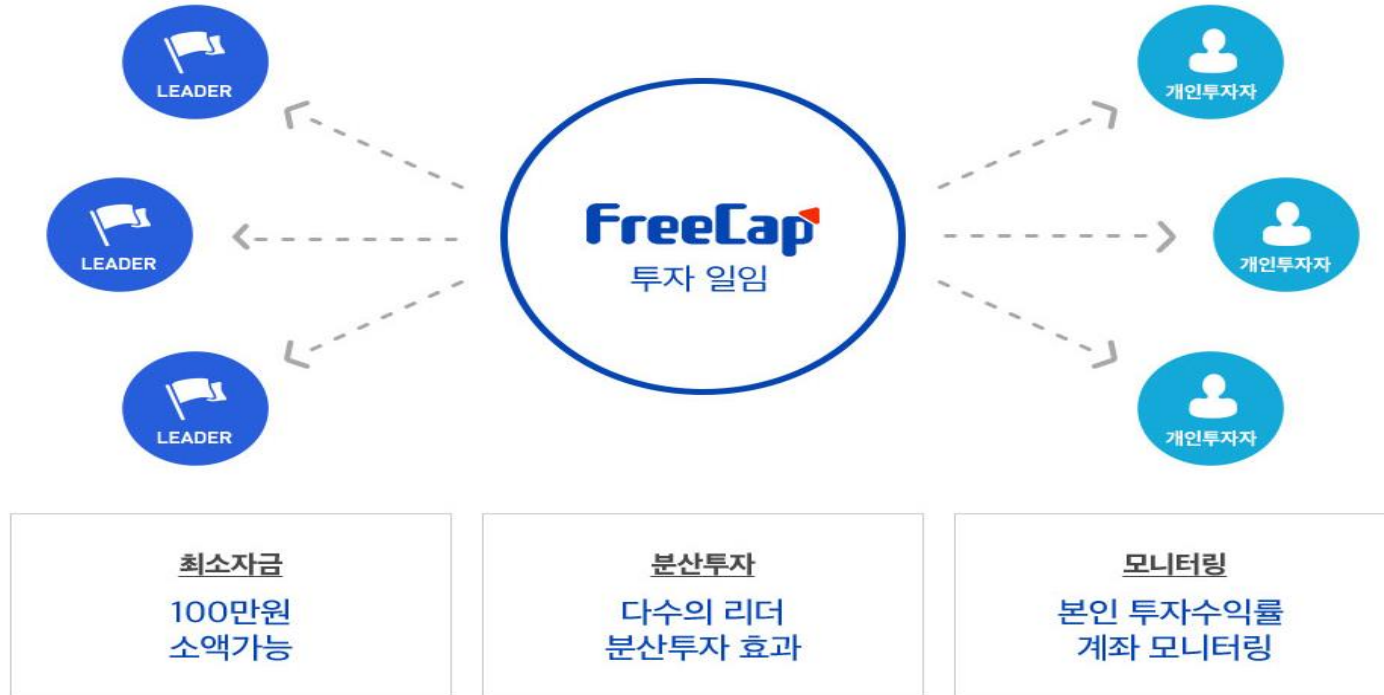 LEADER
개인투자자
LEADER
FreeCap
투자 일임
개인투자자
LEADER
개인투자자
최소자금
100만원
소액가능
분산투자
다수의 리더
분산투자 효과
모니터링
본인 투자수익률
계좌 모니터링